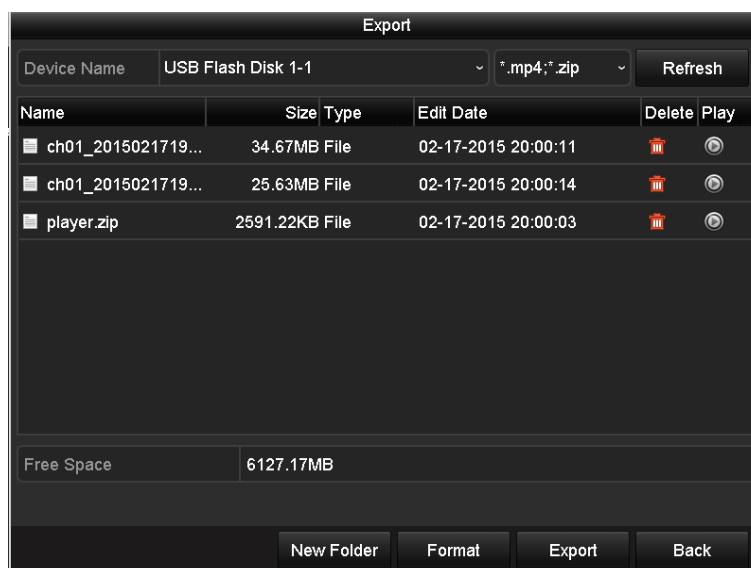 Export
Device Name USB Flash Disk 1-1 *.mp4;*.zip Refresh
Name Size Type Edit Date Delete Play
ch01_2015021719... 34.67MB File 02-17-2015 20:00:11
ch01_2015021719... 25.63MB File 02-17-2015 20:00:14
player.zip 2591.22KB File 02-17-2015 20:00:03
Free Space 6127.17MB
New Folder Format Export Back